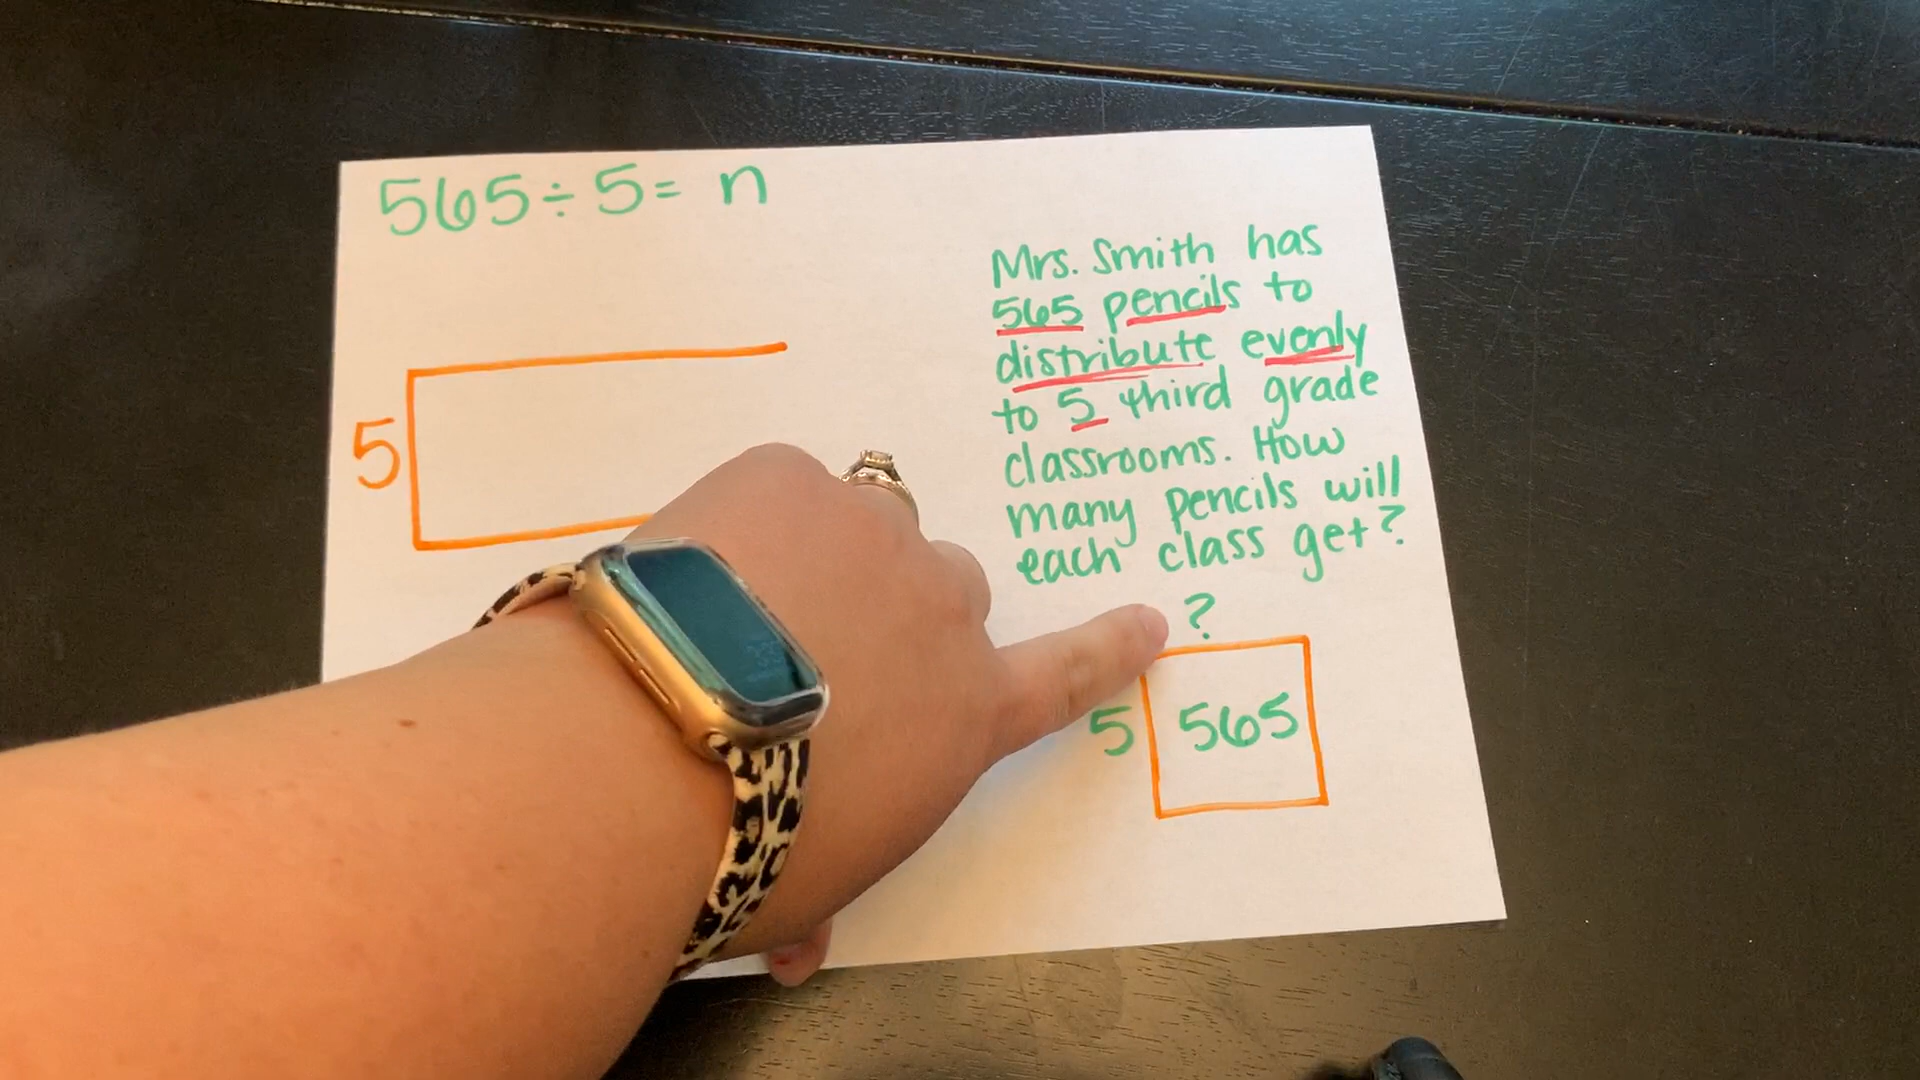 565÷5= n
5
Mrs. Smith has
565 pencils to
distribute evenly
to 5 third grade
classrooms. How
many pencils will
each class get?
?
5 565